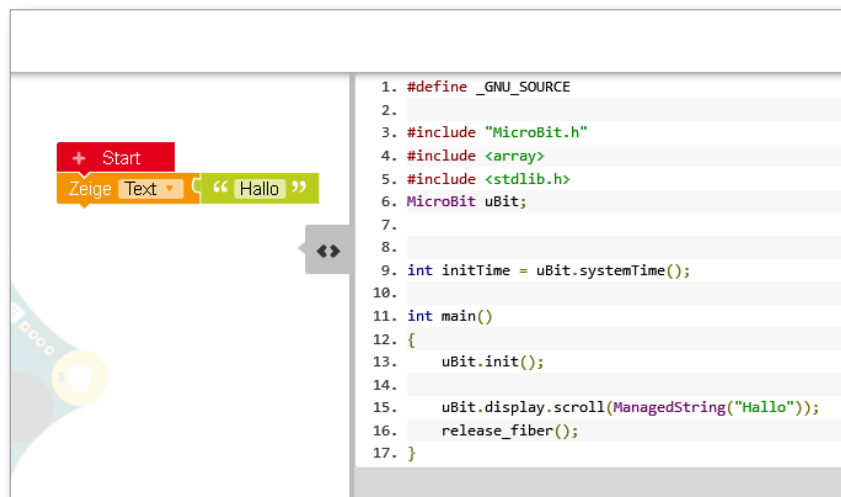 + Start
Zeige Text “ Hallo ”
3
1. #define _GNU_SOURCE
2.
3. #include "MicroBit.h"
4. #include <array>
5. #include <stdlib.h>
6. MicroBit uBit;
7.
8.
9. int initTime = uBit.systemTime();
10.
11. int main()
12. {
13. uBit.init();
14.
15. uBit.display.scroll(ManagedString("Hallo"));
16. release_fiber();
17. }